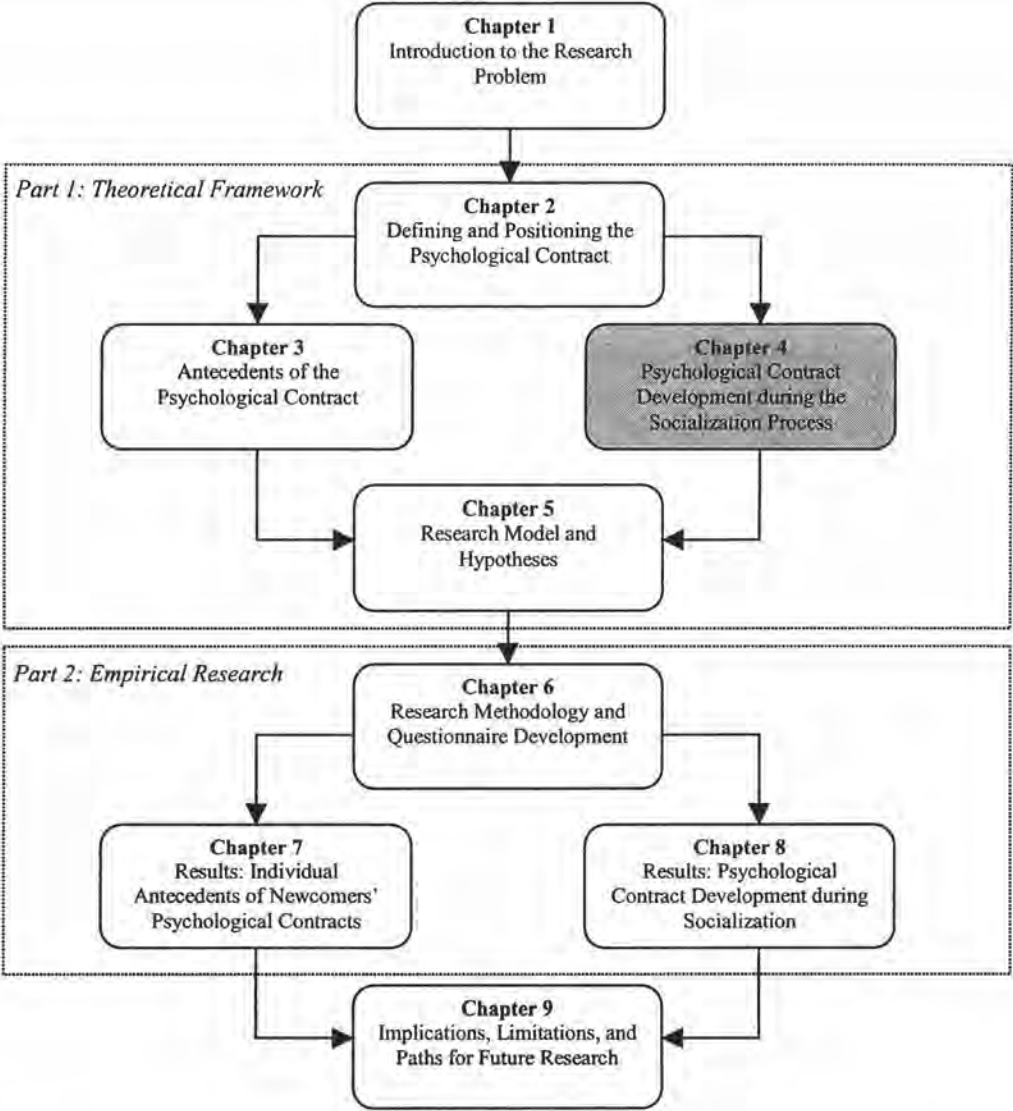 Chapter 1
Introduction to the Research
Problem
Part 1: Theoretical Framework
Chapter 2
Defining and Positioning the
Psychological Contract
Chapter 3
Antecedents of the
Psychological Contract
Chapter 4
Psychological Contract
Development during the
Socialization Process
Chapter 5
Research Model and
Hypotheses
Part 2: Empirical Research
Chapter 6
Research Methodology and
Questionnaire Development
Chapter 7
Results: Individual
Antecedents of Newcomers'
Psychological Contracts
Chapter 8
Results: Psychological
Contract Development during
Socialization
Chapter 9
Implications, Limitations, and
Paths for Future Research